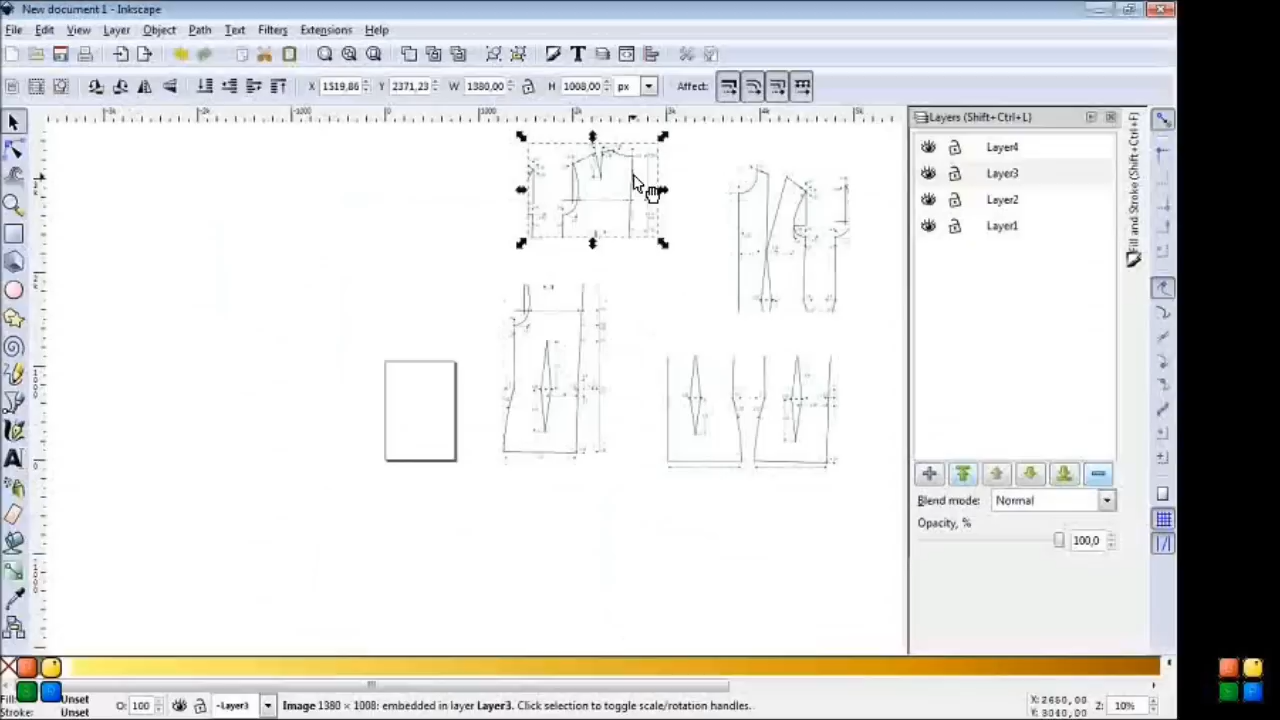 New document 1 - Inkscape
File Edit View Layer Object Path Text Filters Extensions Help
X 1519,86 Y 2371,23 W 1380,00 H 1008,00 px Affect:
Layers (Shift+Ctrl+L)
Layer4
Layer3
Layer2
Layer1
Fill and Stroke (Shift+Ctrl+F)
Blend mode: Normal
Opacity, %
100,0
Fill: Unset
Stroke: Unset
O: 100 -Layer3 Image 1380 × 1008: embedded in layer Layer3. Click selection to toggle scale/rotation handles.
X: 2660,00
Y: 3040,00
Z: 10%